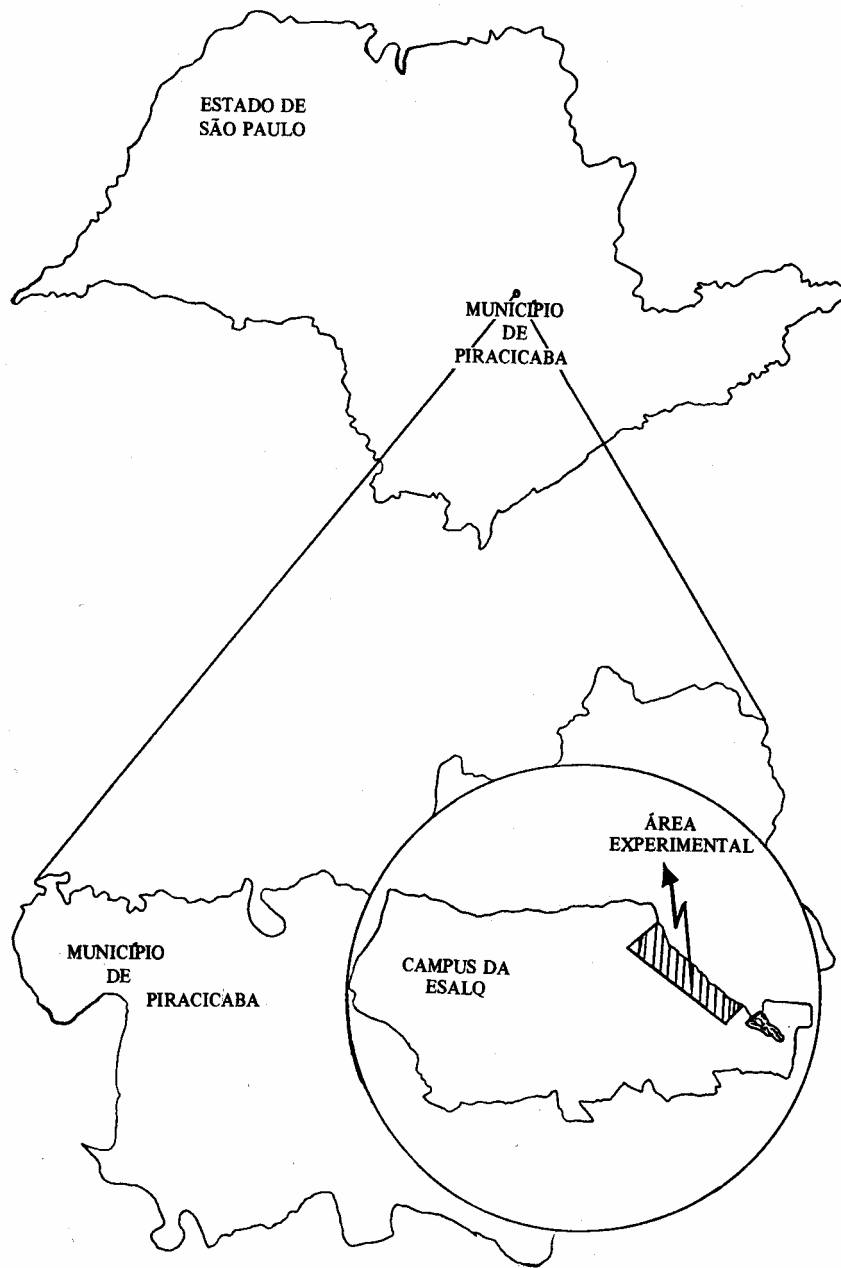 ESTADO DE
SÃO PAULO
MUNICÍPIO
DE
PIRACICABA
ÁREA
EXPERIMENTAL
MUNICÍPIO
DE
PIRACICABA
CAMPUS DA
ESALQ